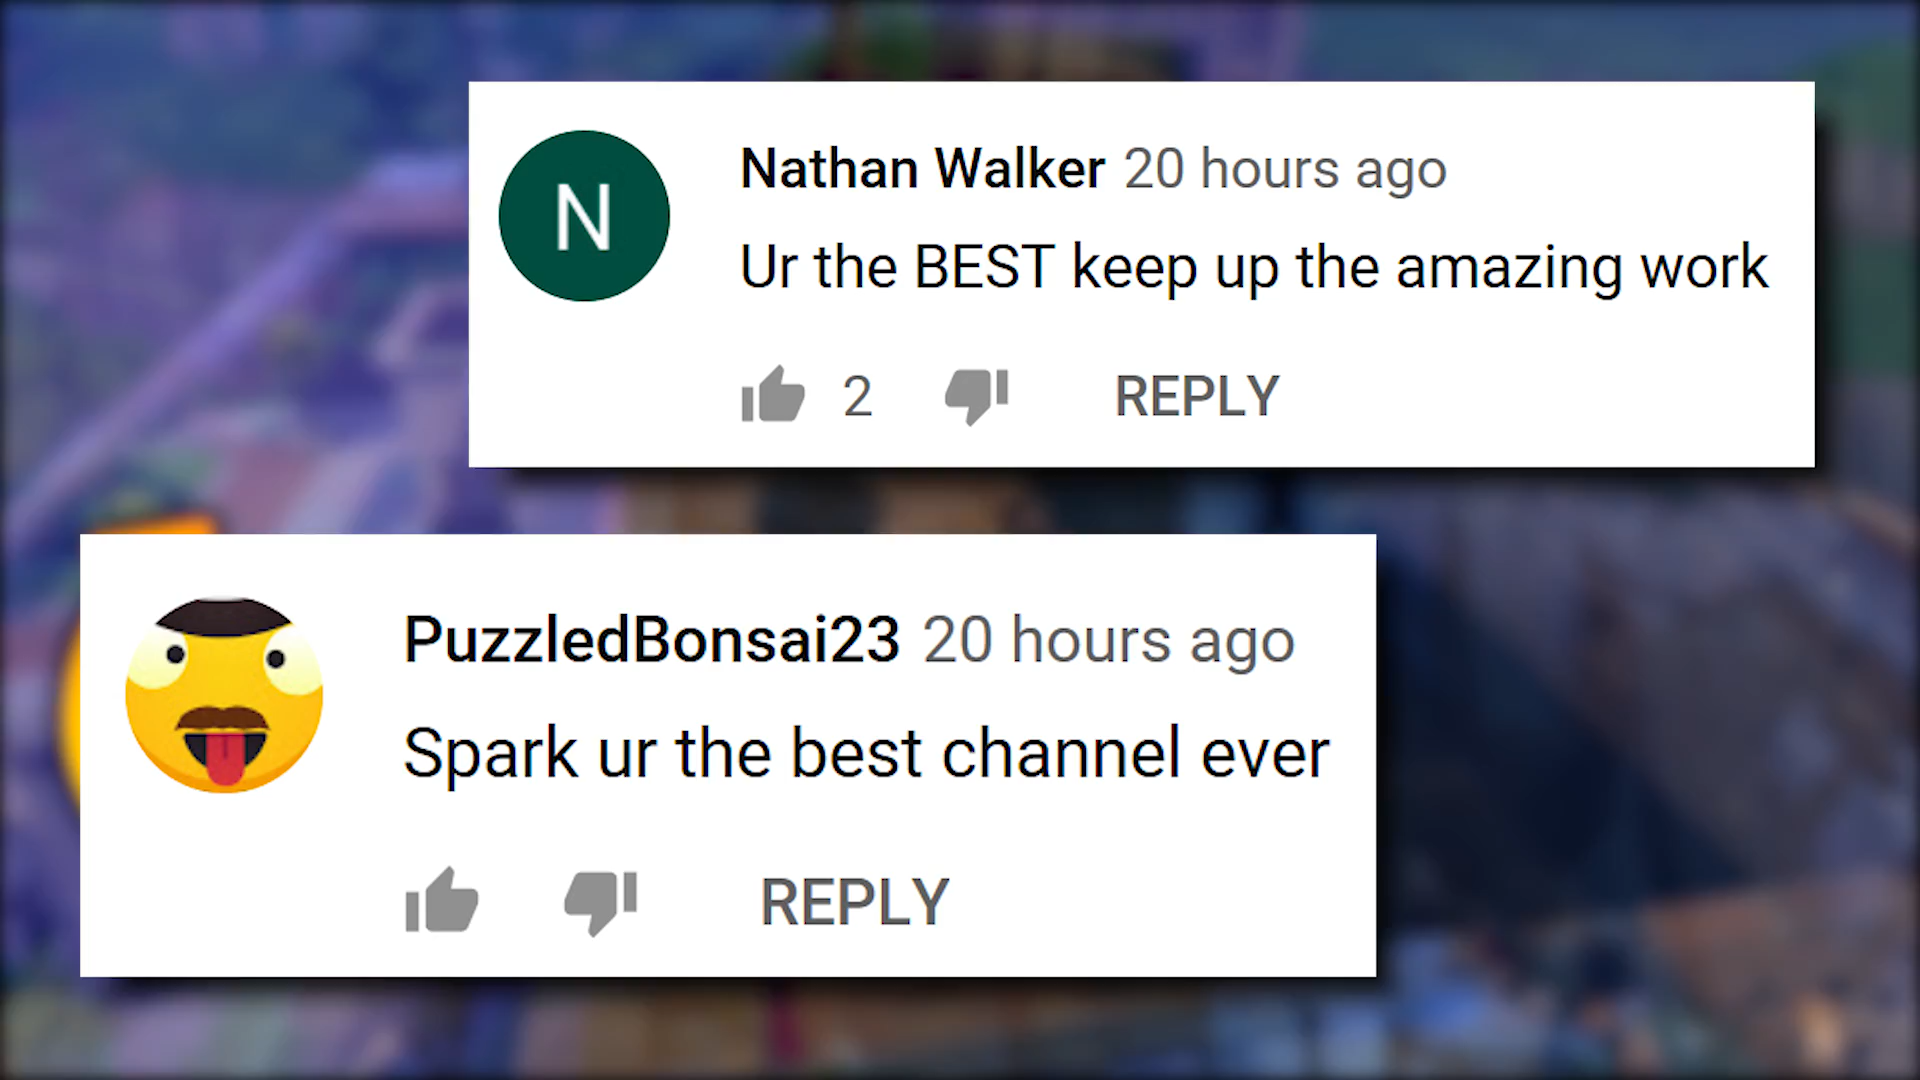 N
Nathan Walker 20 hours ago
Ur the BEST keep up the amazing work
2 REPLY
PuzzledBonsai23 20 hours ago
Spark ur the best channel ever
REPLY